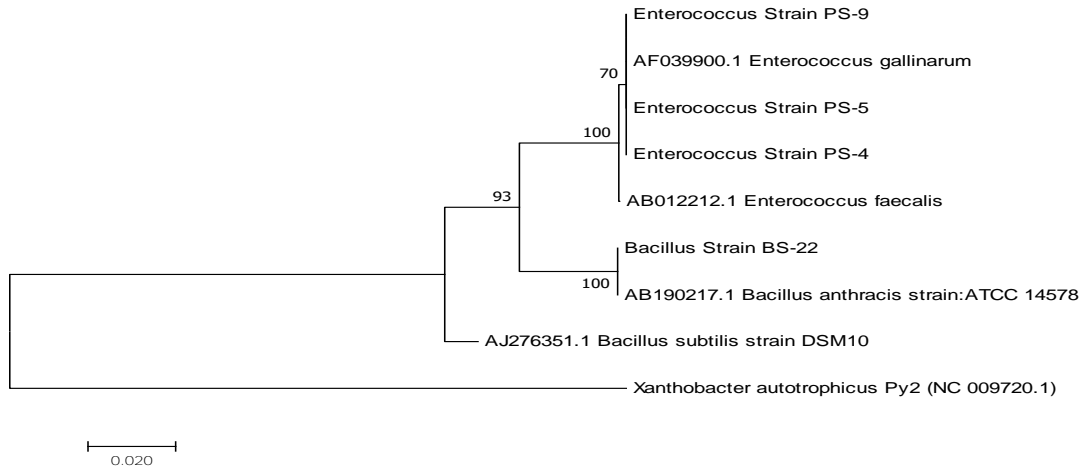 Enterococcus Strain PS-9
AF039900.1 Enterococcus gallinarum
70
Enterococcus Strain PS-5
100
Enterococcus Strain PS-4
93
AB012212.1 Enterococcus faecalis
Bacillus Strain BS-22
100
AB190217.1 Bacillus anthracis strain:ATCC 14578
AJ276351.1 Bacillus subtilis strain DSM10
Xanthobacter autotrophicus Py2 (NC 009720.1)
0.020